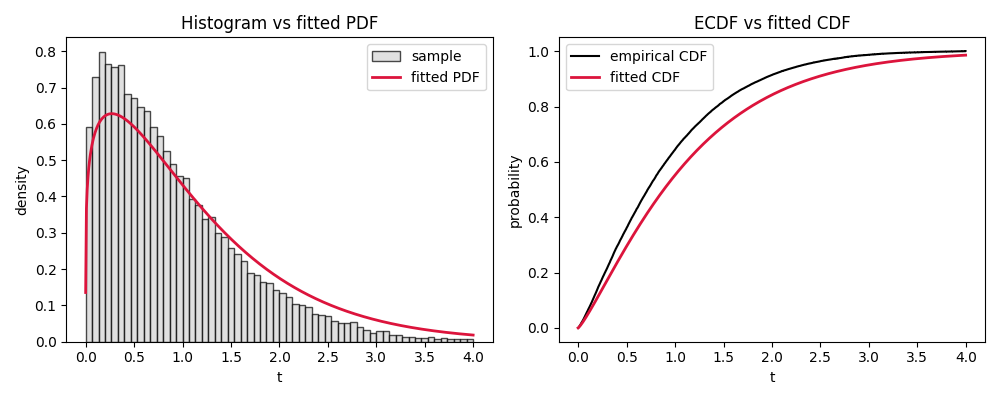 Histogram vs fitted PDF
density
0.8
0.7
0.6
0.5
0.4
0.3
0.2
0.1
0.0
sample
fitted PDF
0.0 0.5 1.0 1.5 2.0 2.5 3.0 3.5 4.0
t
ECDF vs fitted CDF
probability
1.0
0.8
0.6
0.4
0.2
0.0
empirical CDF
fitted CDF
0.0 0.5 1.0 1.5 2.0 2.5 3.0 3.5 4.0
t